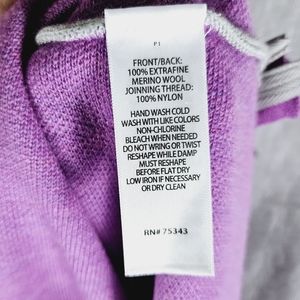 P1
FRONT/BACK:
100% EXTRAFINE
MERINO WOOL
JOINNING THREAD:
100% NYLON
HAND WASH COLD
WASH WITH LIKE COLORS
NON-CHLORINE
BLEACH WHEN NEEDED
DO NOT WRING OR TWIST
RESHAPE WHILE DAMP
MUST RESHAPE
BEFORE FLAT DRY
LOW IRON IF NECESSARY
OR DRY CLEAN
RN# 75343